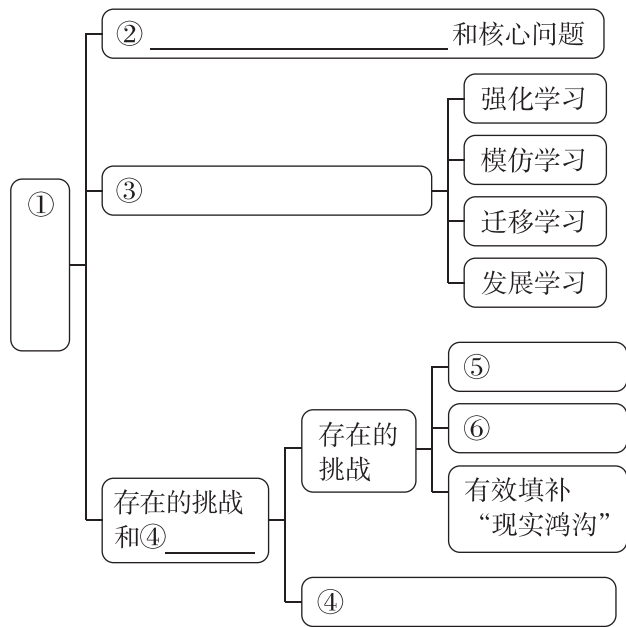 ② 和核心问题
强化学习
模仿学习
①
③
迁移学习
发展学习
⑤
存在的
挑战
⑥
有效填补
“现实鸿沟”
存在的挑战
和④
④